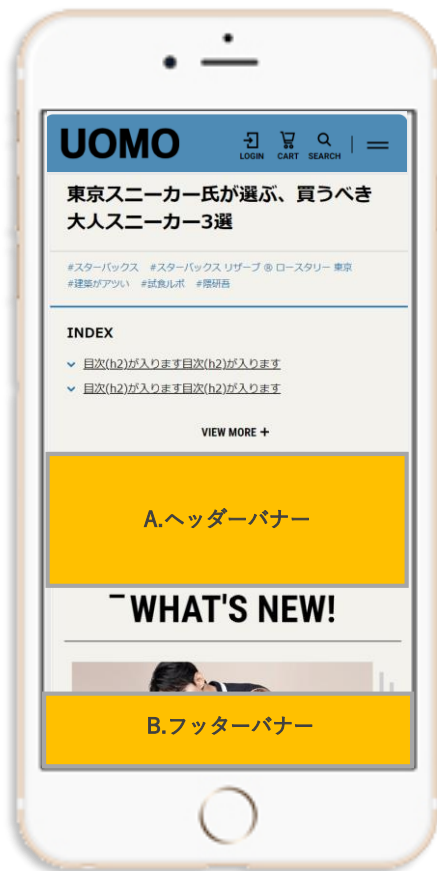 UOMO
LOGIN CART SEARCH
東京スニーカー氏が選ぶ、買うべき
大人スニーカー3選
#スターバックス #スターバックス リザーブ ® ロースタリー 東京
#建築がアツい #試食ルポ #隈研吾
INDEX
目次(h2)が入ります目次(h2)が入ります
目次(h2)が入ります目次(h2)が入ります
VIEW MORE +
A.ヘッダーバナー
WHAT'S NEW!
B.フッターバナー